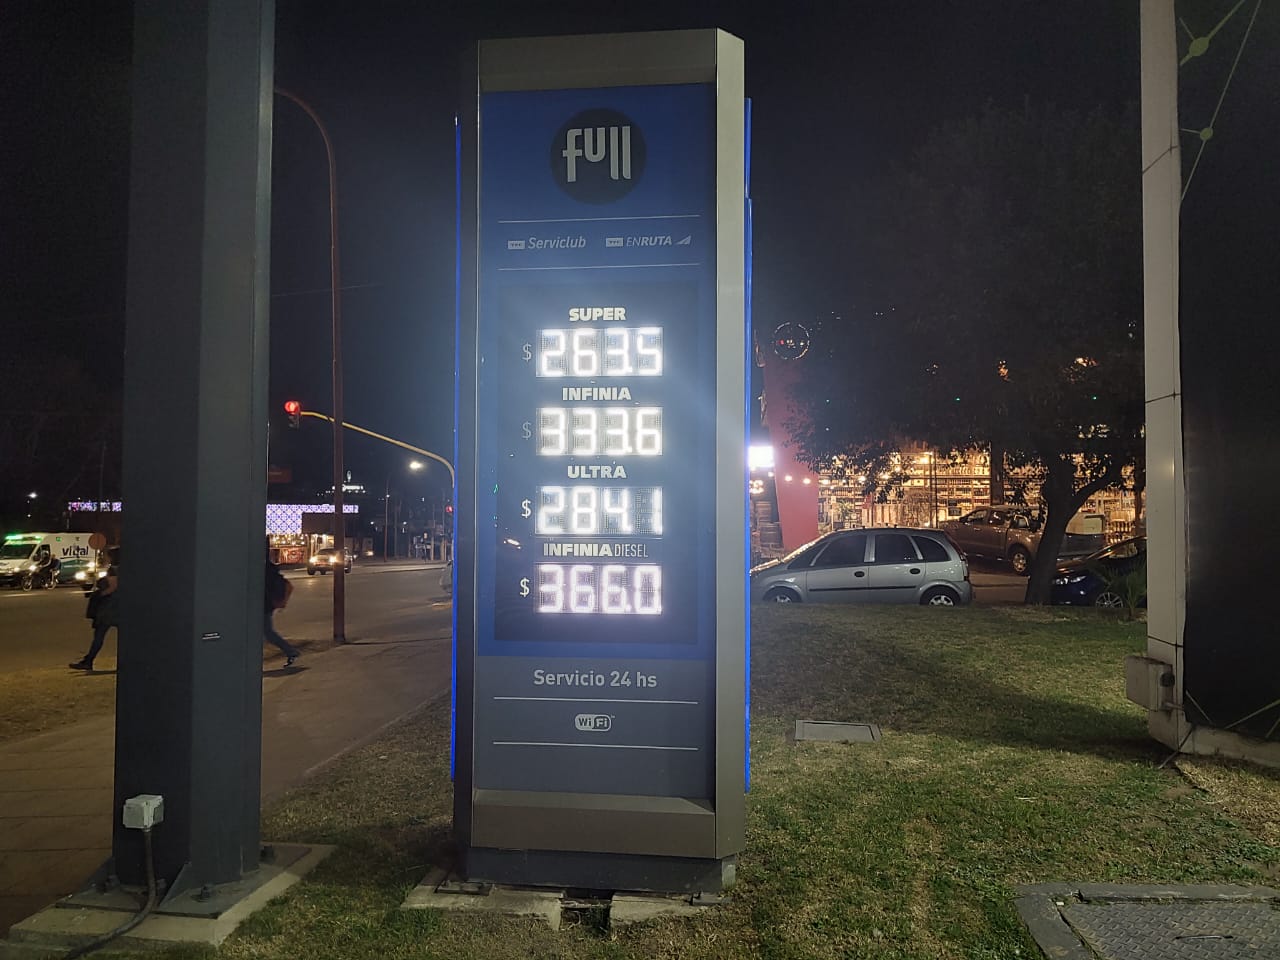 full
Serviclub ENRUTA
SUPER
$ 263.5
INFINIA
$ 333.6
ULTRA
$ 284.1
INFINIA DIESEL
$ 366.0
Servicio 24 hs
WiFi
vital